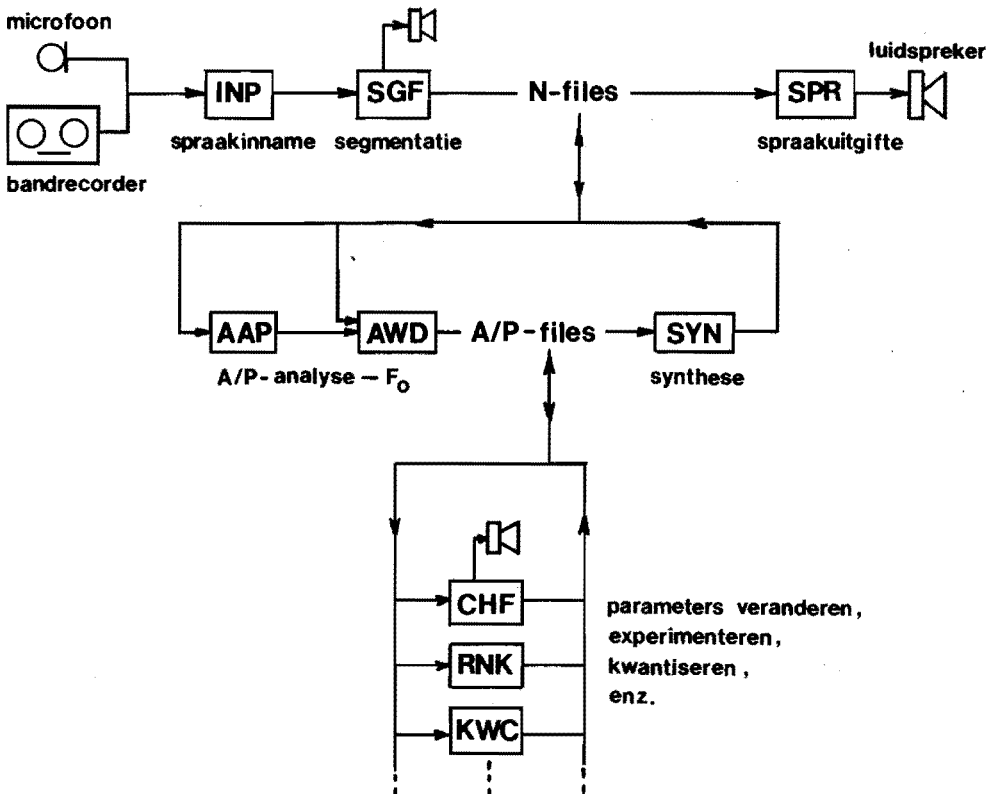 microfoon
luidspreker
INP
SGF
N-files
SPR
spraakinname
segmentatie
spraakuitgifte
bandrecorder
AAP
AWD
A/P-files
SYN
A/P-analyse – Fo
synthese
CHF
parameters veranderen,
experimenteren,
RNK
kwantiseren,
enz.
KWC